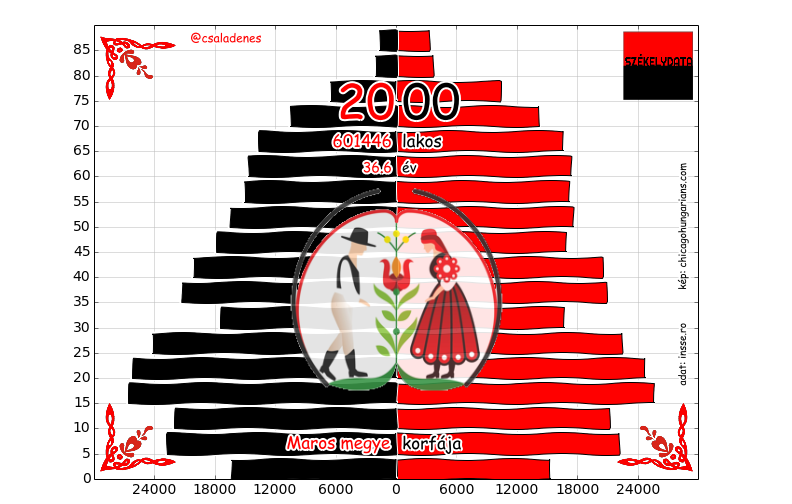 @csaladenes
SZÉKELYDATA
2000
601446 lakos
36.6 év
kép: chicagohungarians.com
adat: insse.ro
Maros megye korfája
85
80
75
70
65
60
55
50
45
40
35
30
25
20
15
10
5
0
24000 18000 12000 6000 0 6000 12000 18000 24000